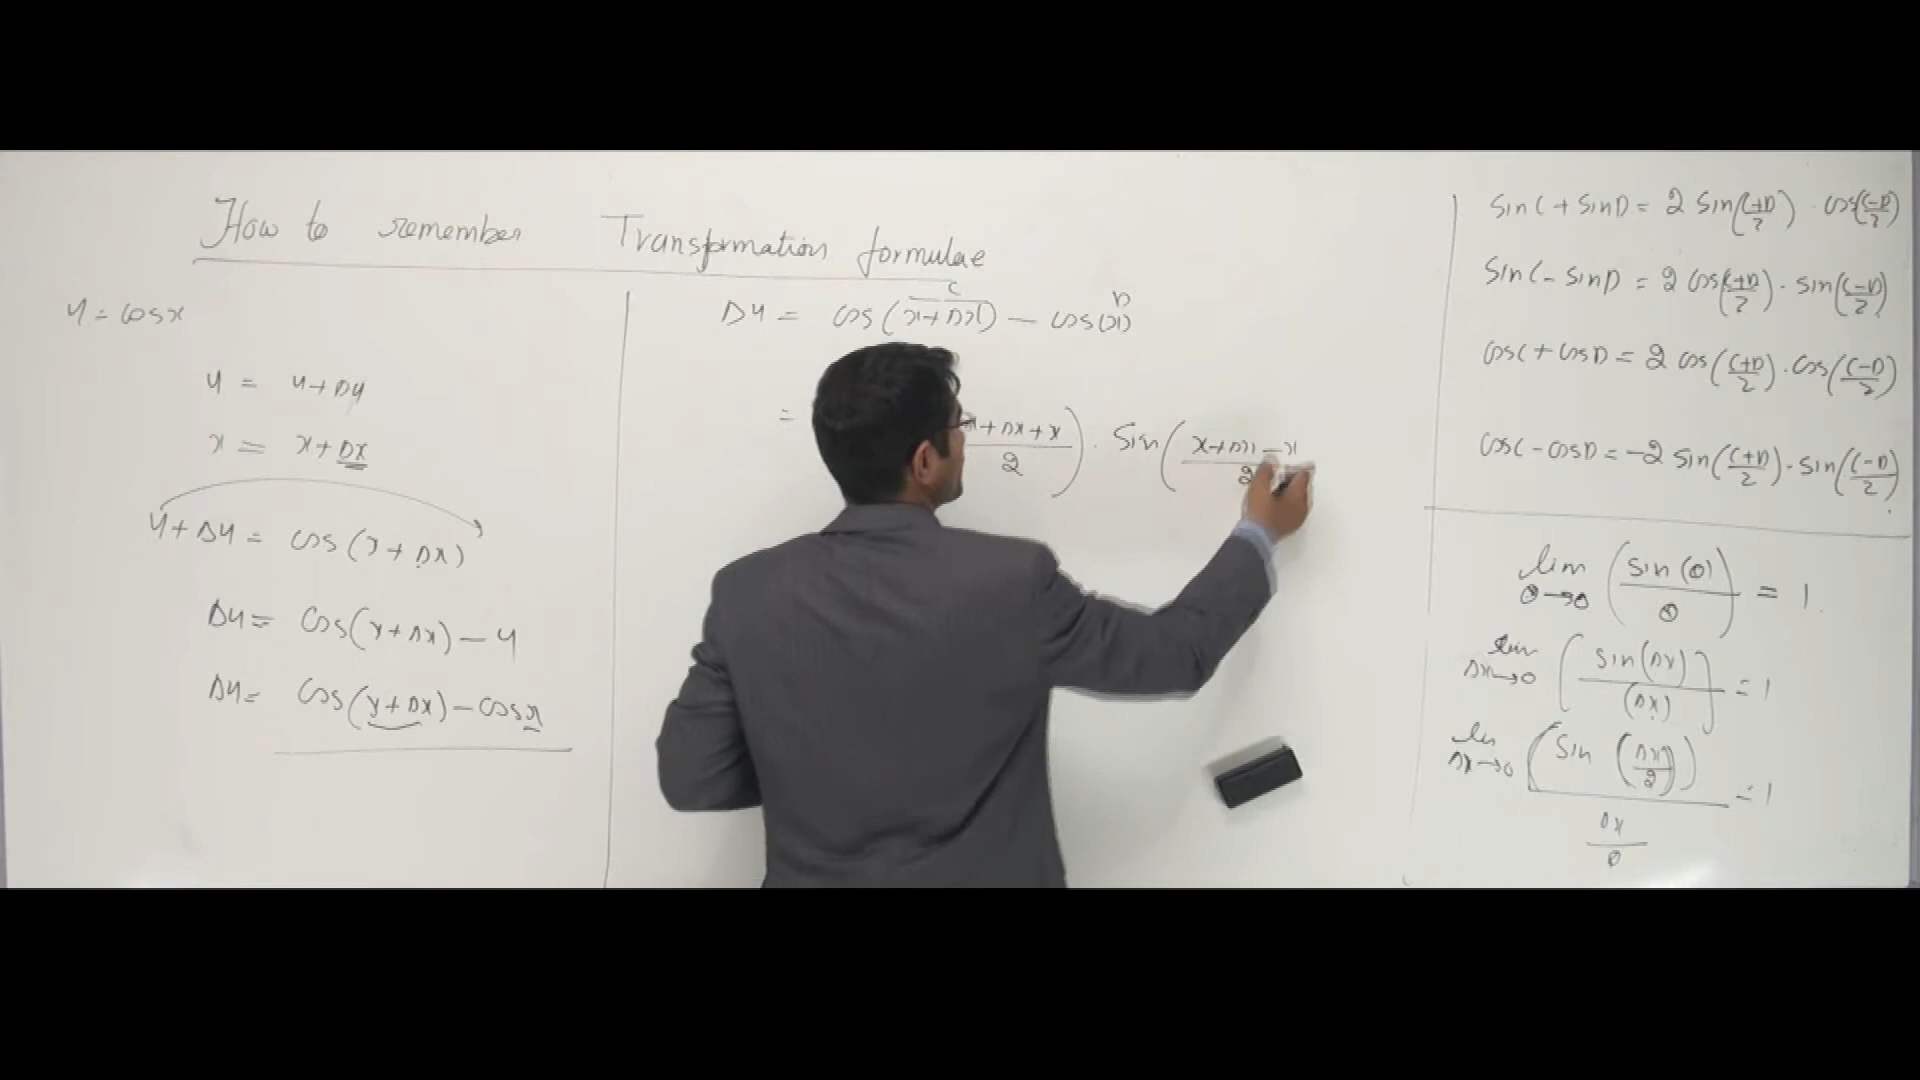 How to remember Transformation formulae
y = cosx
y = y+Δy
x = x+Δx
y+Δy = cos(x+Δx)
Δy = cos(x+Δx) – y
Δy = cos(x+Δx) – cosx
C D
Δy = cos(x+Δx) – cos(x)
= x+Δx+x/2) · Sin(x+Δx–x/2
sinC + sinD = 2 sin(C+D/2) · cos(C–D/2)
sinC – sinD = 2 cos(C+D/2) · sin(C–D/2)
cosC + cosD = 2 cos(C+D/2) · cos(C–D/2)
cosC – cosD = –2 sin(C+D/2) · sin(C–D/2)
lim θ→0 (sin(θ)/θ) = 1
lim Δx→0 (sin(Δx)/(Δx)) = 1
Δx→0 (sin(Δx/2)/Δx = 1